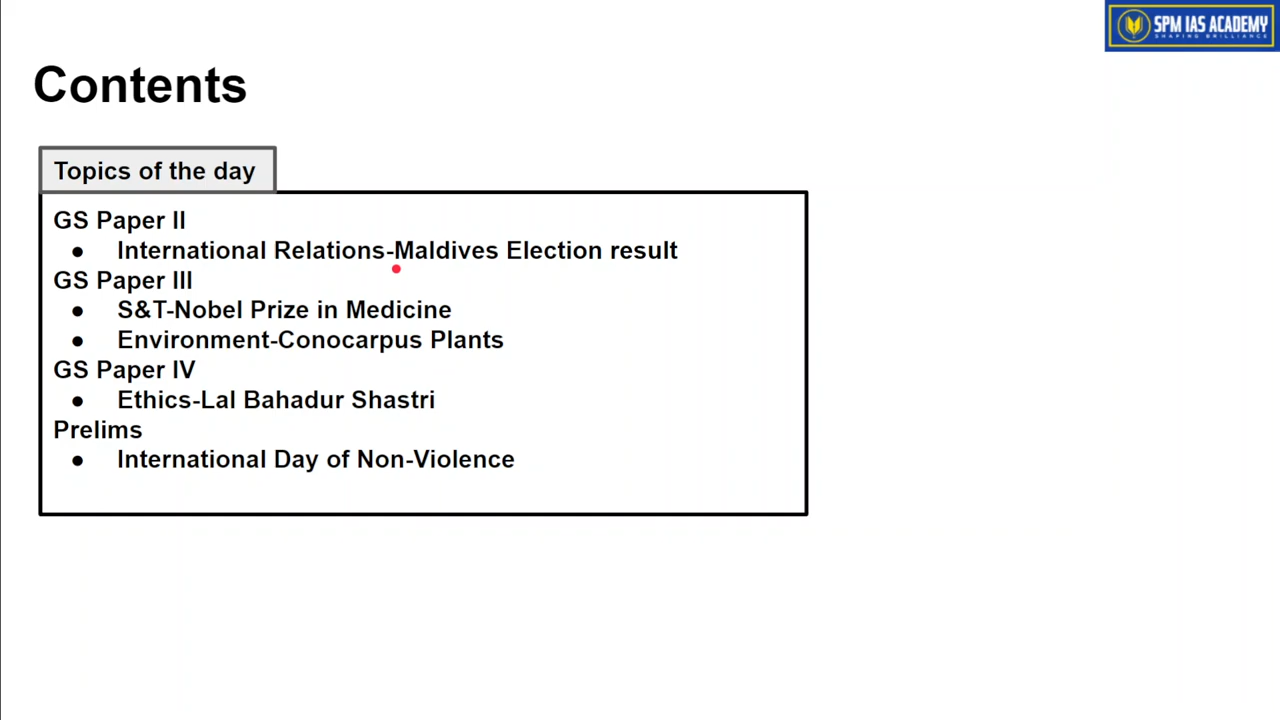 SPM IAS ACADEMY
SHAPING BRILLIANCE
Contents
Topics of the day
GS Paper II
● International Relations-Maldives Election result
GS Paper III
● S&T-Nobel Prize in Medicine
● Environment-Conocarpus Plants
GS Paper IV
● Ethics-Lal Bahadur Shastri
Prelims
● International Day of Non-Violence